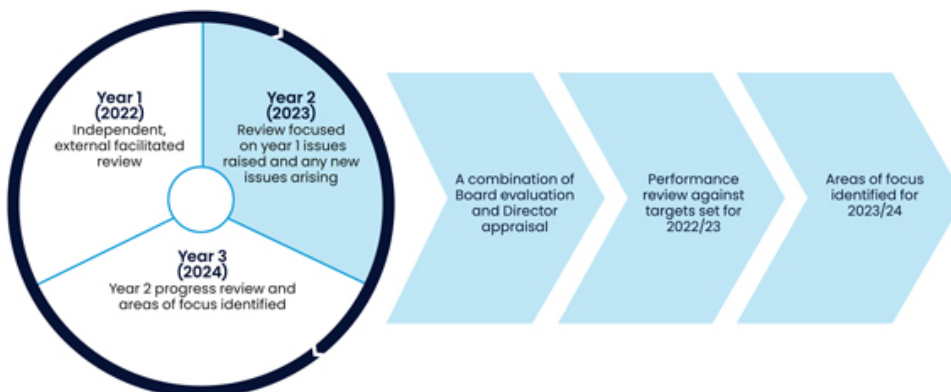 Year 1
(2022)
Independent,
external facilitated
review
Year 2
(2023)
Review focused
on year 1 issues
raised and any new
issues arising
Year 3
(2024)
Year 2 progress review and
areas of focus identified
A combination of
Board evaluation
and Director
appraisal
Performance
review against
targets set for
2022/23
Areas of focus
identified for
2023/24